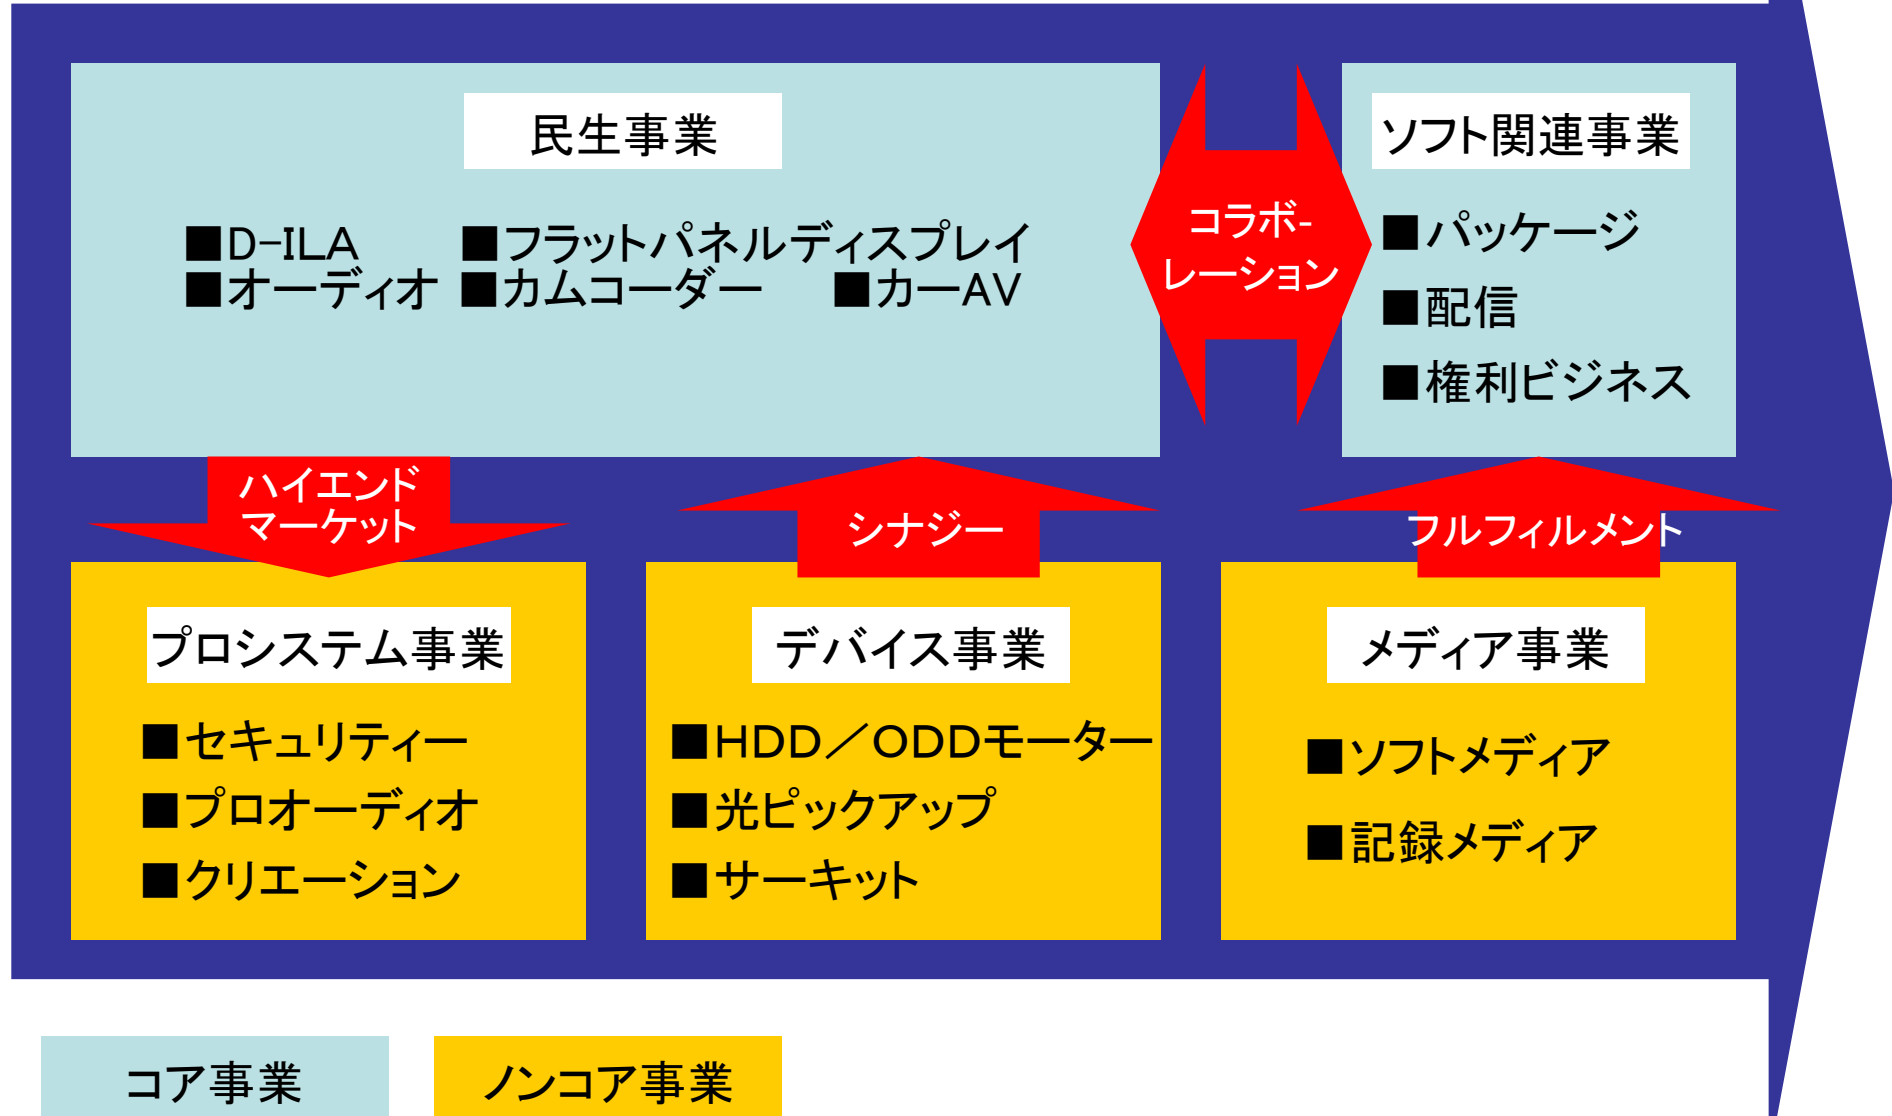 民生事業
■D-ILA ■フラットパネルディスプレイ
■オーディオ ■カムコーダー ■カーAV
コラボ-
レーション
ソフト関連事業
■パッケージ
■配信
■権利ビジネス
ハイエンド
マーケット
シナジー
フルフィルメント
プロシステム事業
■セキュリティー
■プロオーディオ
■クリエーション
デバイス事業
■HDD／ODDモーター
■光ピックアップ
■サーキット
メディア事業
■ソフトメディア
■記録メディア
コア事業
ノンコア事業